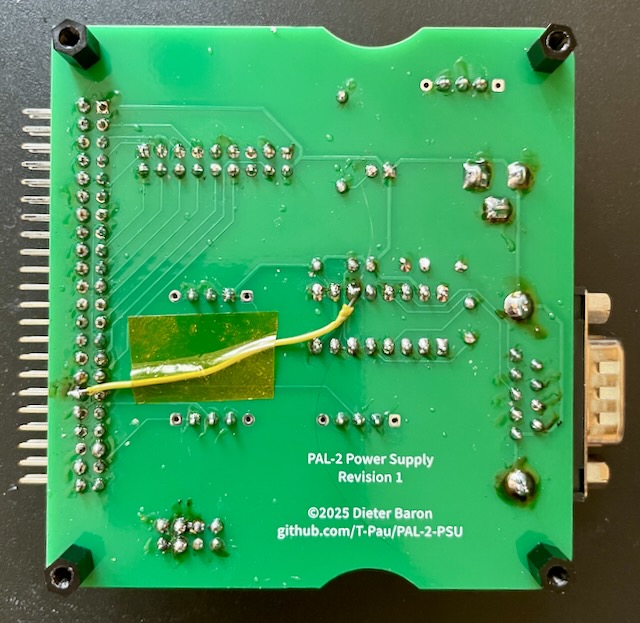 PAL-2 Power Supply
Revision 1
©2025 Dieter Baron
github.com/T-Pau/PAL-2-PSU